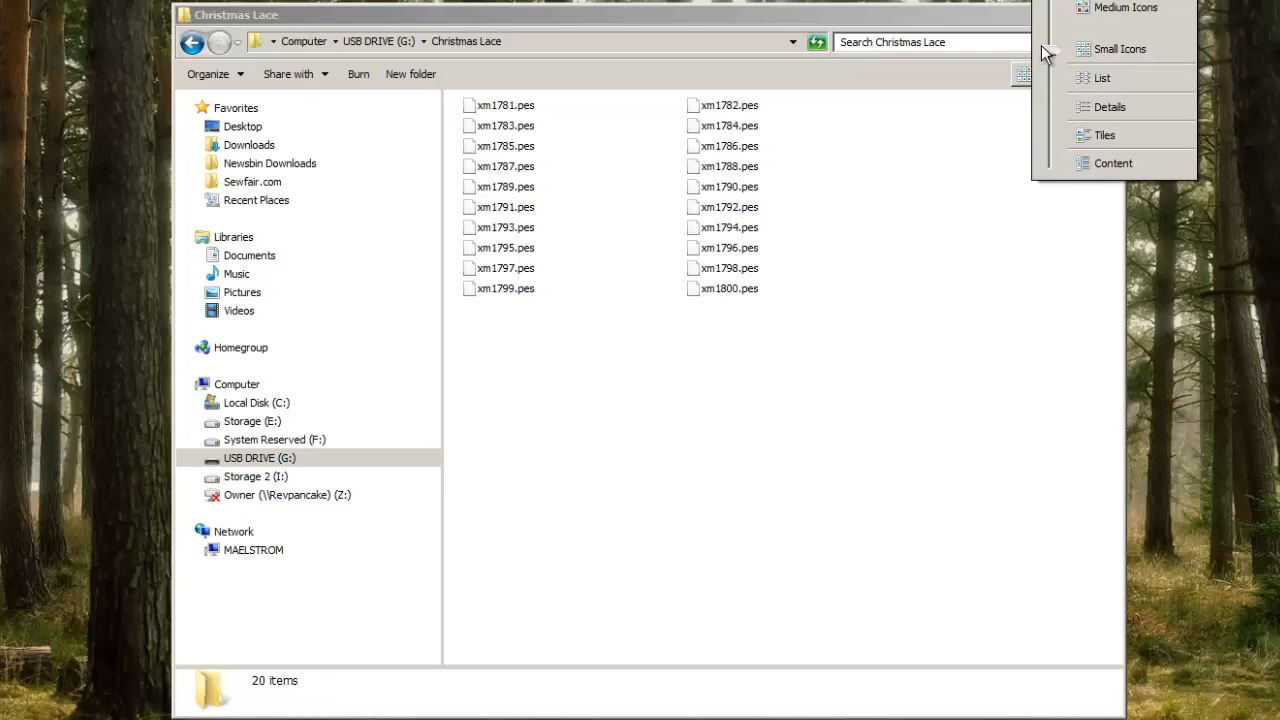 Christmas Lace
Computer USB DRIVE (G:) Christmas Lace
Search Christmas Lace
Organize Share with Burn New folder
Medium Icons
Small Icons
List
Details
Tiles
Content
Favorites
Desktop
Downloads
Newsbin Downloads
Sewfair.com
Recent Places
Libraries
Documents
Music
Pictures
Videos
Homegroup
Computer
Local Disk (C:)
Storage (E:)
System Reserved (F:)
USB DRIVE (G:)
Storage 2 (I:)
Owner (\\Revpancake) (Z:)
Network
MAELSTROM
xm1781.pes xm1782.pes
xm1783.pes xm1784.pes
xm1785.pes xm1786.pes
xm1787.pes xm1788.pes
xm1789.pes xm1790.pes
xm1791.pes xm1792.pes
xm1793.pes xm1794.pes
xm1795.pes xm1796.pes
xm1797.pes xm1798.pes
xm1799.pes xm1800.pes
20 items